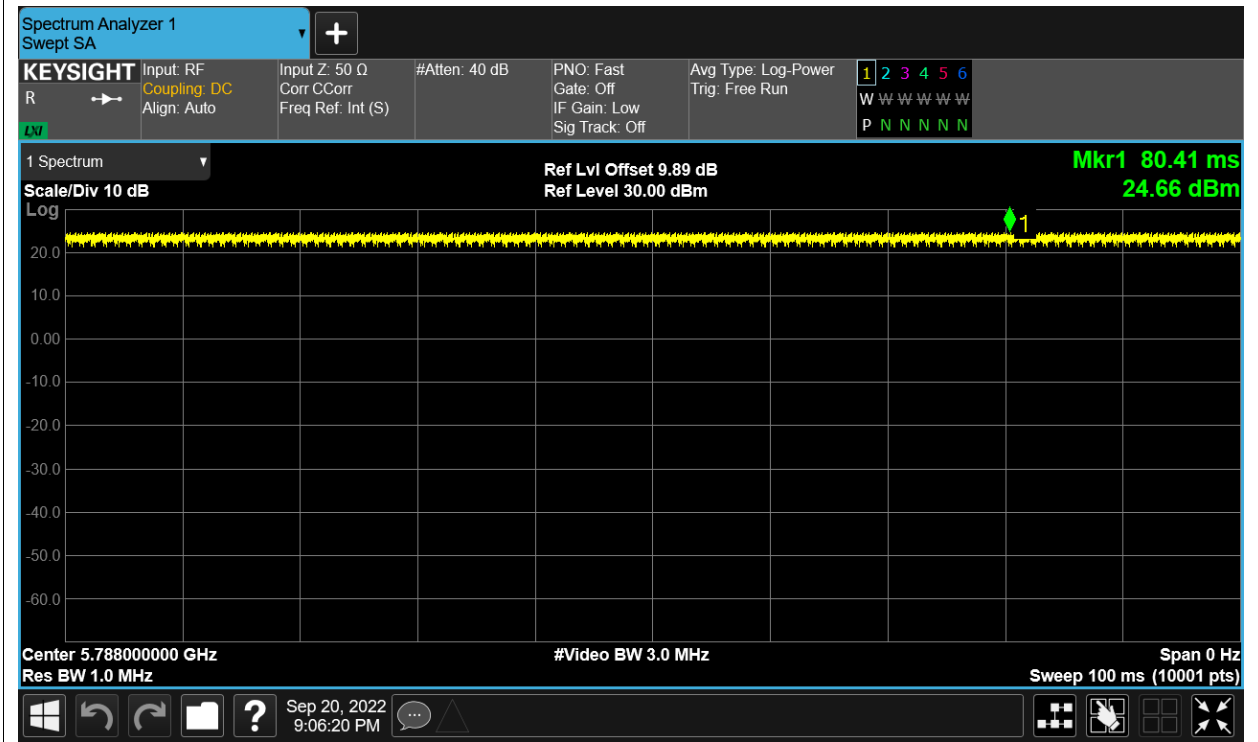 Spectrum Analyzer 1
Swept SA
KEYSIGHT
R
LXI
Input: RF
Coupling: DC
Align: Auto
Input Z: 50 Ω
Corr CCorr
Freq Ref: Int (S)
#Atten: 40 dB
PNO: Fast
Gate: Off
IF Gain: Low
Sig Track: Off
Avg Type: Log-Power
Trig: Free Run
1 2 3 4 5 6
W W W W W W
P N N N N N
1 Spectrum
Scale/Div 10 dB
Ref Lvl Offset 9.89 dB
Ref Level 30.00 dBm
Mkr1 80.41 ms
24.66 dBm
Log
1
20.0
10.0
0.00
-10.0
-20.0
-30.0
-40.0
-50.0
-60.0
Center 5.788000000 GHz
Res BW 1.0 MHz
#Video BW 3.0 MHz
Span 0 Hz
Sweep 100 ms (10001 pts)
?
Sep 20, 2022
9:06:20 PM